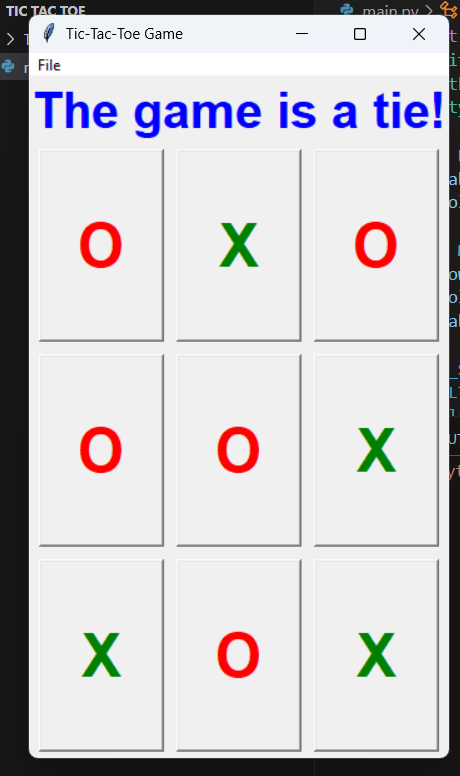 TIC TAC TOE
main.py
Tic-Tac-Toe Game
File
The game is a tie!
O X O
O O X
X O X